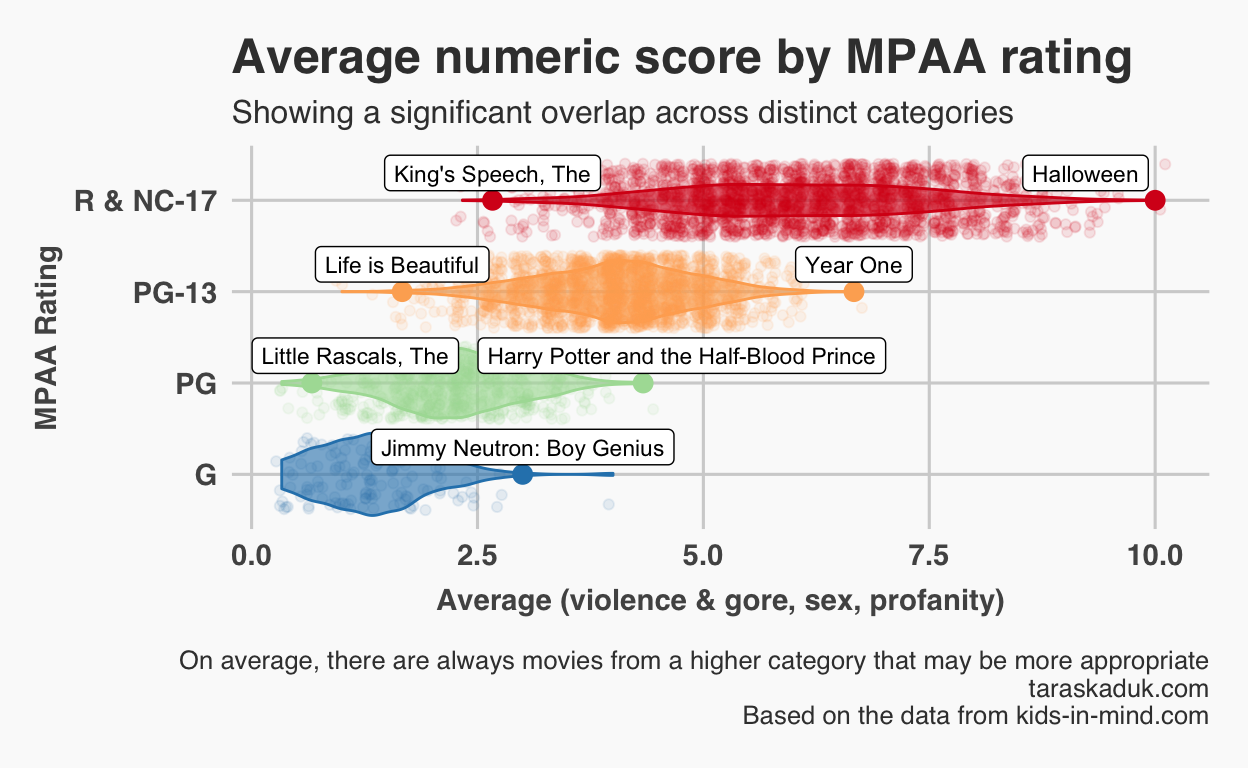 Average numeric score by MPAA rating
Showing a significant overlap across distinct categories
King's Speech, The
Halloween
R & NC-17
Life is Beautiful
Year One
PG-13
Little Rascals, The
Harry Potter and the Half-Blood Prince
PG
Jimmy Neutron: Boy Genius
G
MPAA Rating
0.0 2.5 5.0 7.5 10.0
Average (violence & gore, sex, profanity)
On average, there are always movies from a higher category that may be more appropriate
taraskaduk.com
Based on the data from kids-in-mind.com